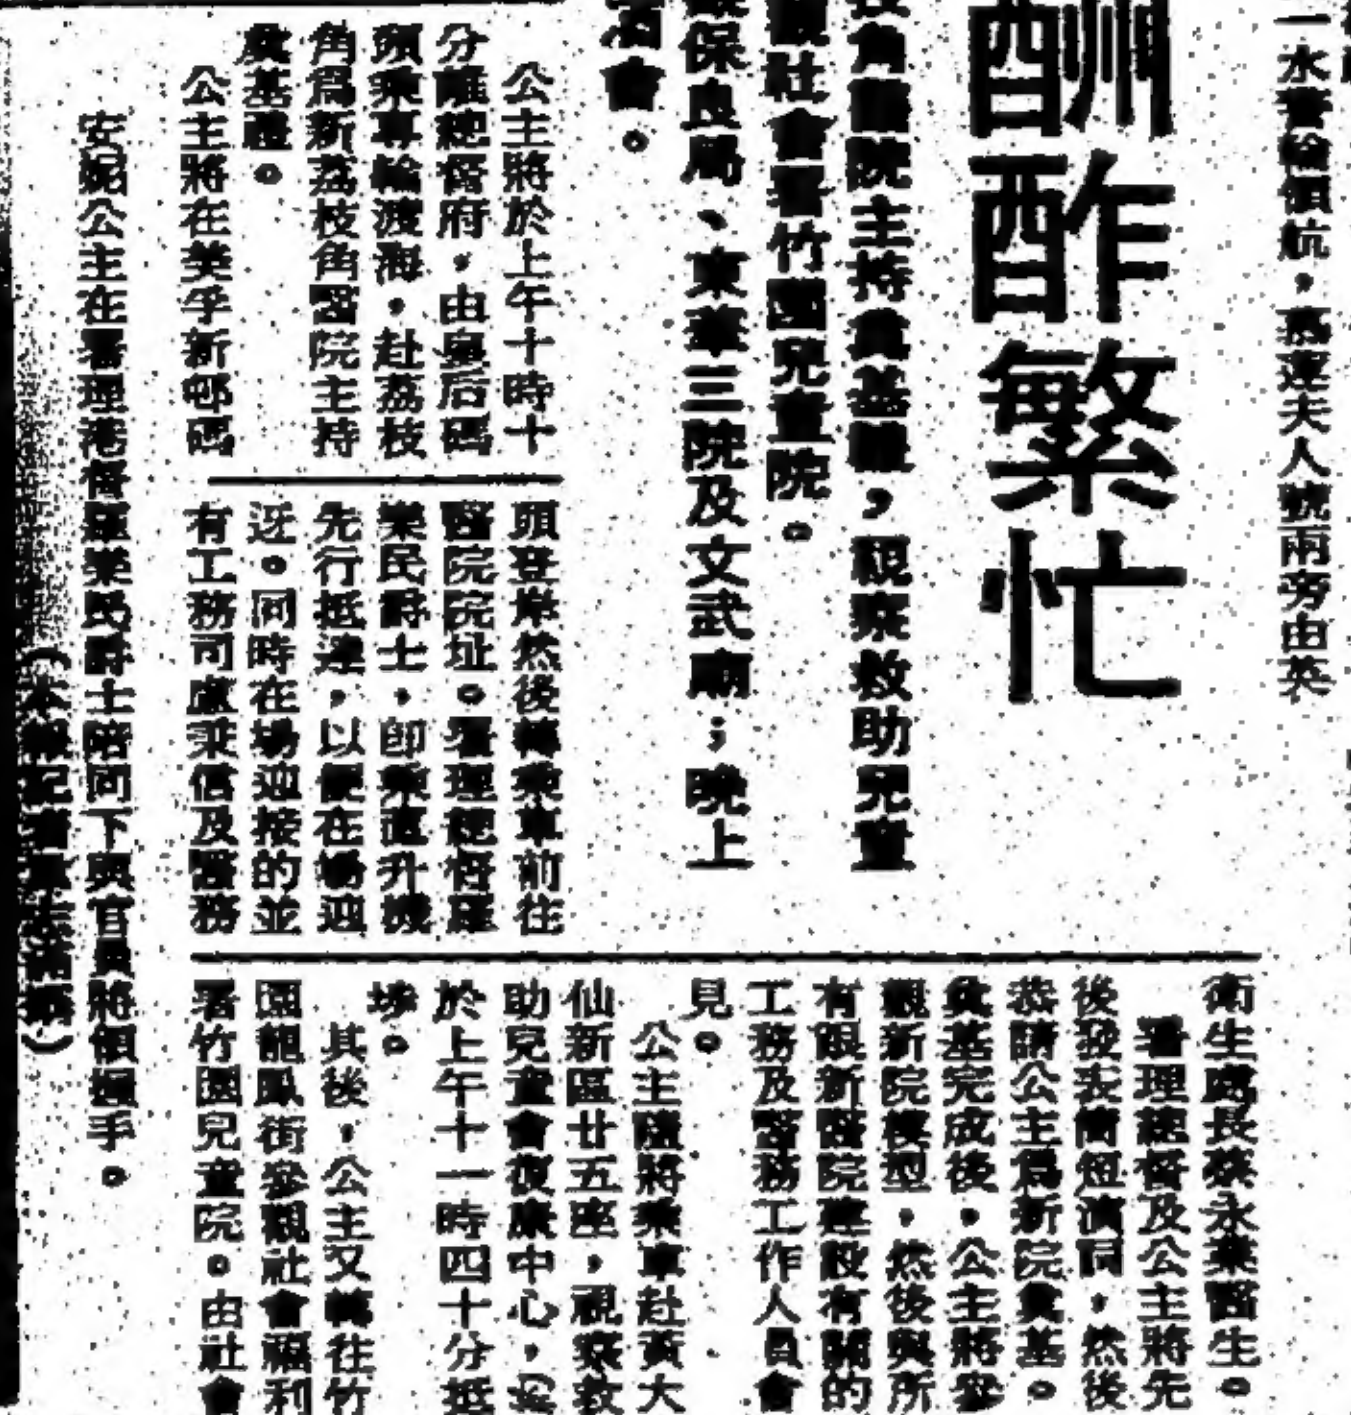 一水警輪領航，慕蓮夫人號兩旁由英
酬酢繁忙
角醫院主持奠基禮，視察救助兒童
觀社會署竹園兒童院。
保良局、東華三院及文武廟；晚上
酒會。
公主將於上午十時十
分離總督府，由皇后碼
頭乘專輪渡海，赴荔枝
角為新荔枝角醫院主持
奠基禮。
公主將在美孚新邨碼
頭登岸然後轉乘車前往
醫院院址。署理總督羅
樂民爵士，即乘直升機
先行抵達，以便在場迎
迓。同時在場迎接的並
有工務司盧秉信及醫務
衛生處長蔡永業醫生。
署理總督及公主將先
後發表簡短演詞，然後
恭請公主為新院奠基。
奠基完成後，公主將參
觀新院模型，然後與所
有跟新醫院建設有關的
工務及醫務工作人員會
見。
公主隨將乘車赴黃大
仙新區廿五座，視察救
助兒童會復康中心，
於上午十一時四十分抵
埗。
其後，公主又轉往竹
園龍鳳街參觀社會福利
署竹園兒童院。由社會
安妮公主在署理港督羅樂民爵士陪同下與官員將領握手。
（本報記者